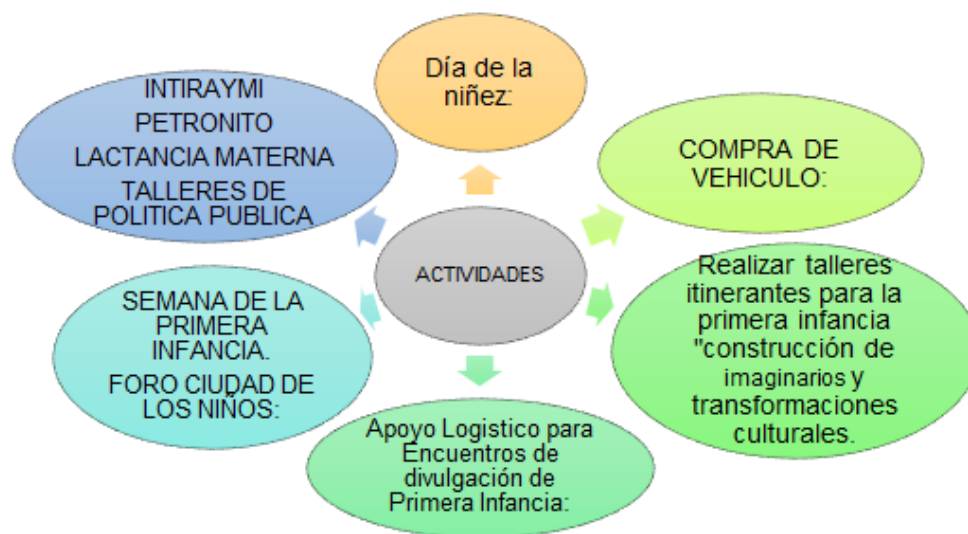 Día de la
niñez:
INTIRAYMI
PETRONITO
LACTANCIA MATERNA
TALLERES DE
POLITICA PUBLICA
COMPRA DE
VEHICULO:
ACTIVIDADES
SEMANA DE LA
PRIMERA
INFANCIA.
FORO CIUDAD DE
LOS NIÑOS:
Realizar talleres
itinerantes para la
primera infancia
"construcción de
imaginarios y
transformaciones
culturales.
Apoyo Logistico para
Encuentros de
divulgación de
Primera Infancia: